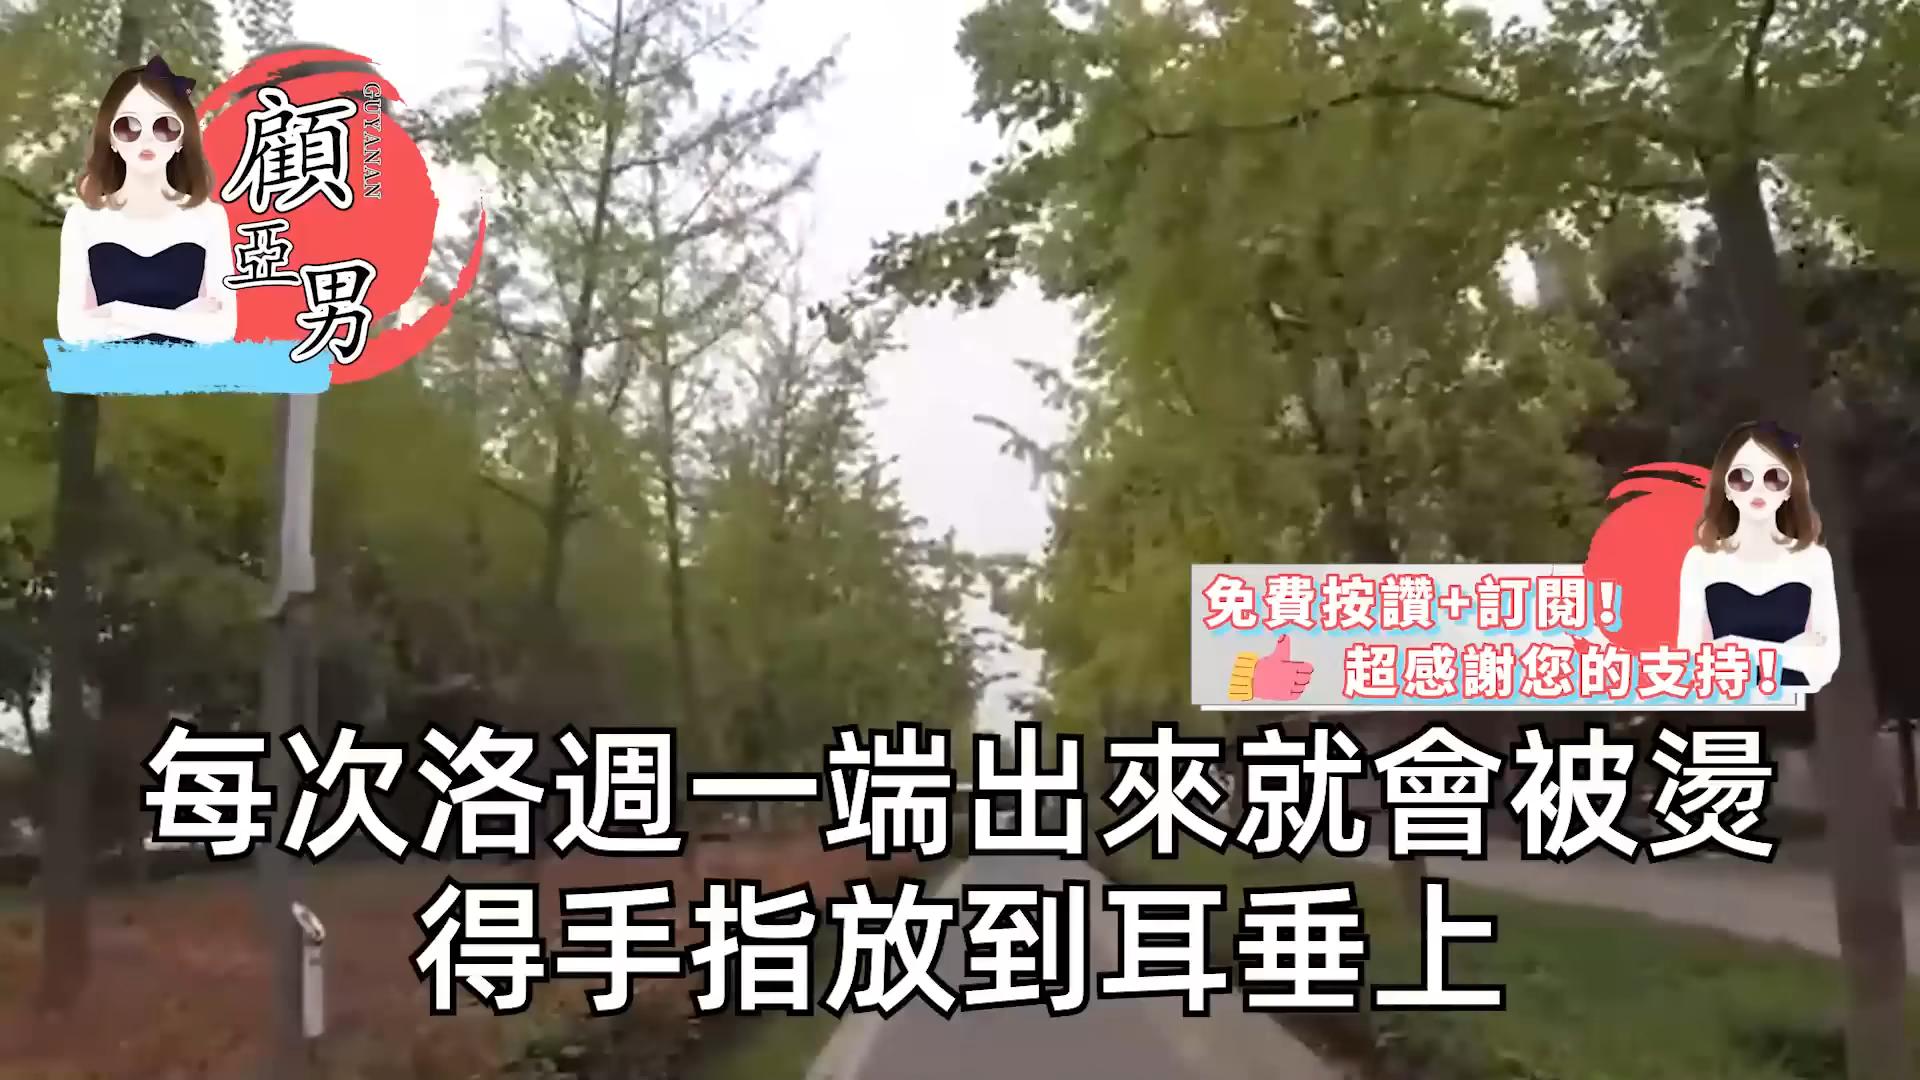 顧亞男
GUYANAN
免費按讚+訂閱!
超感謝您的支持!
每次洛週一端出來就會被燙
得手指放到耳垂上